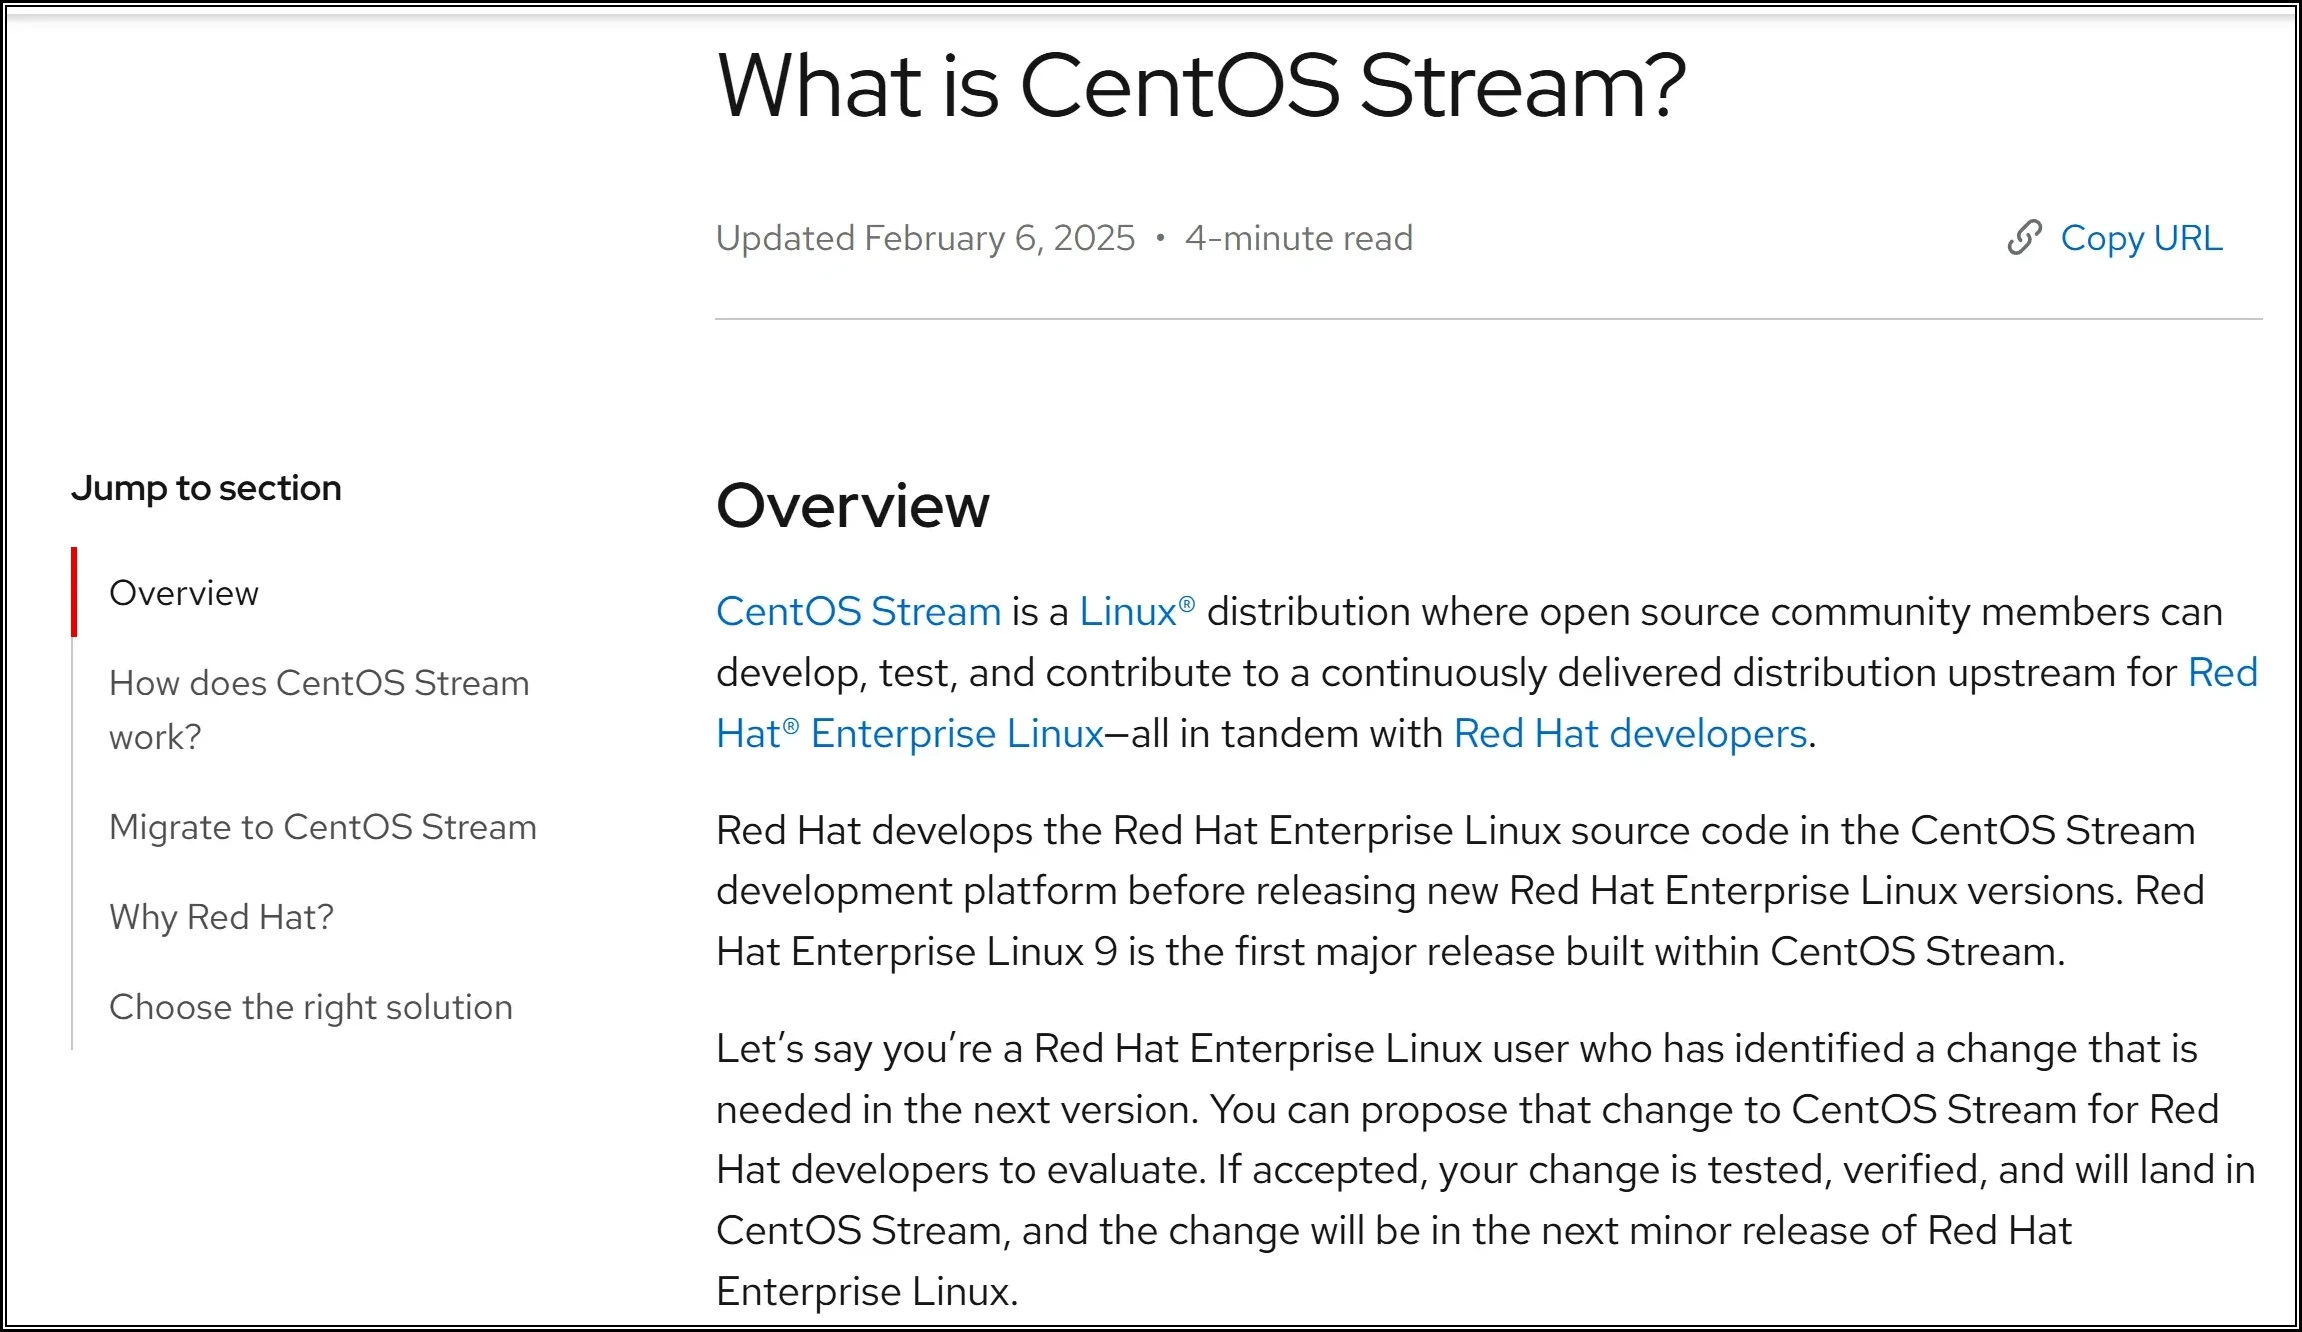 What is CentOS Stream?
Updated February 6, 2025 • 4-minute read
Copy URL
Jump to section
Overview
How does CentOS Stream
work?
Migrate to CentOS Stream
Why Red Hat?
Choose the right solution
Overview
CentOS Stream is a Linux® distribution where open source community members can
develop, test, and contribute to a continuously delivered distribution upstream for Red
Hat® Enterprise Linux—all in tandem with Red Hat developers.
Red Hat develops the Red Hat Enterprise Linux source code in the CentOS Stream
development platform before releasing new Red Hat Enterprise Linux versions. Red
Hat Enterprise Linux 9 is the first major release built within CentOS Stream.
Let’s say you’re a Red Hat Enterprise Linux user who has identified a change that is
needed in the next version. You can propose that change to CentOS Stream for Red
Hat developers to evaluate. If accepted, your change is tested, verified, and will land in
CentOS Stream, and the change will be in the next minor release of Red Hat
Enterprise Linux.